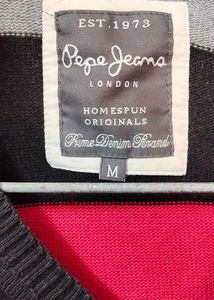 EST. 1973
Pepe Jeans
LONDON
HOMESPUN
ORIGINALS
Prime Denim Brand
M